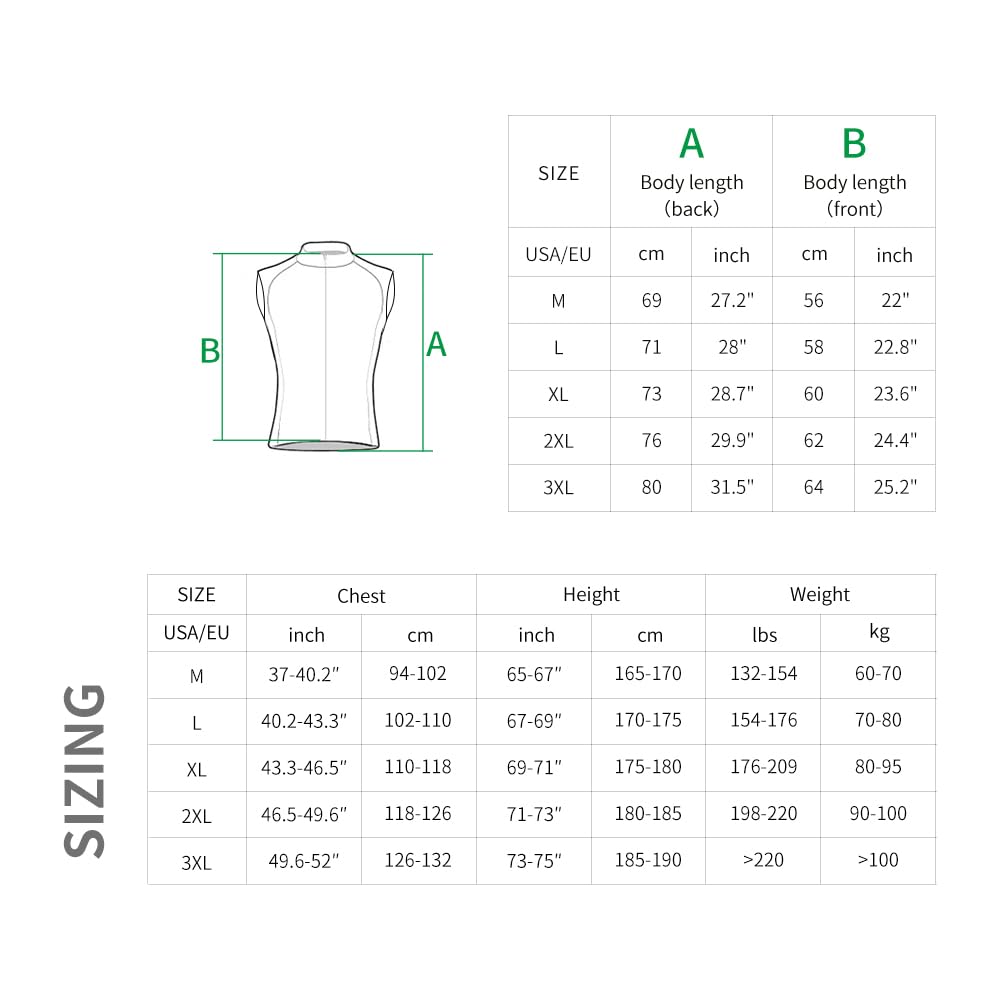 A B
SIZE Body length Body length
（back） （front）
USA/EU cm inch cm inch
M 69 27.2" 56 22"
L 71 28" 58 22.8"
XL 73 28.7" 60 23.6"
2XL 76 29.9" 62 24.4"
3XL 80 31.5" 64 25.2"
B A
SIZE Chest Height Weight
USA/EU inch cm inch cm lbs kg
M 37-40.2" 94-102 65-67" 165-170 132-154 60-70
L 40.2-43.3" 102-110 67-69" 170-175 154-176 70-80
XL 43.3-46.5" 110-118 69-71" 175-180 176-209 80-95
2XL 46.5-49.6" 118-126 71-73" 180-185 198-220 90-100
3XL 49.6-52" 126-132 73-75" 185-190 >220 >100
SIZING